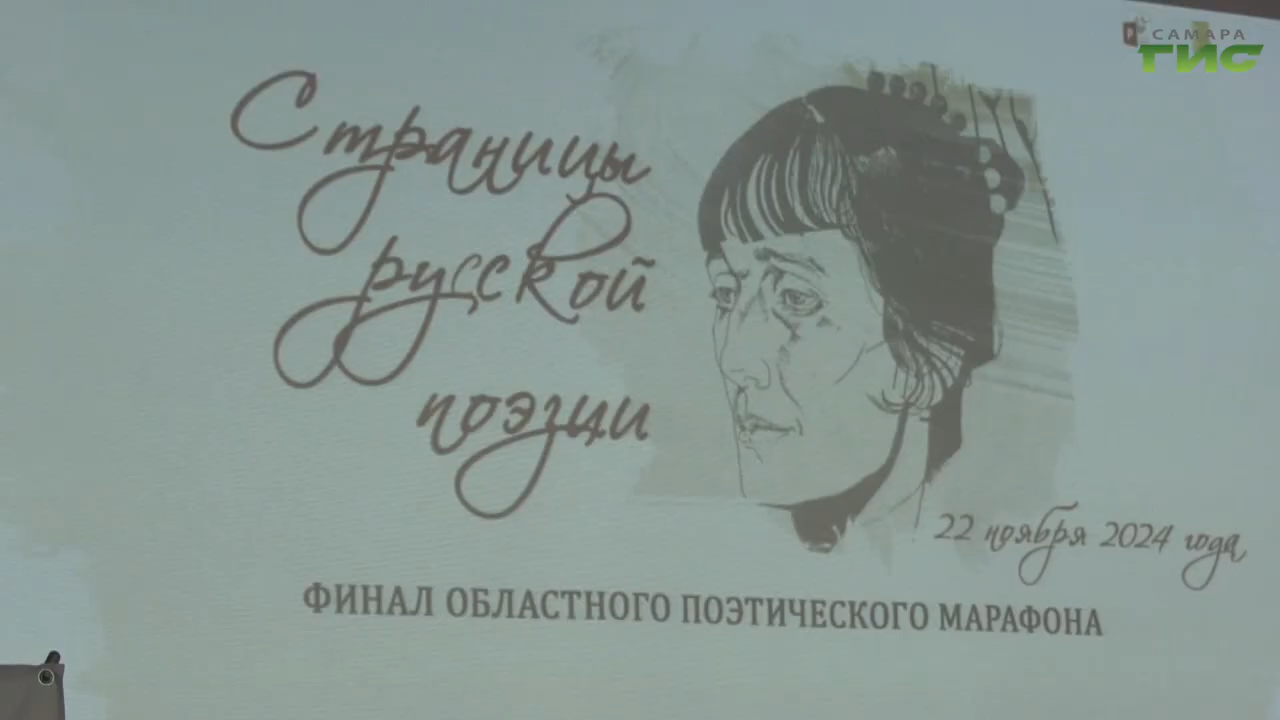 САМАРА
ГИС
Страницы
русской
поэзии
22 ноября 2024 года
ФИНАЛ ОБЛАСТНОГО ПОЭТИЧЕСКОГО МАРАФОНА